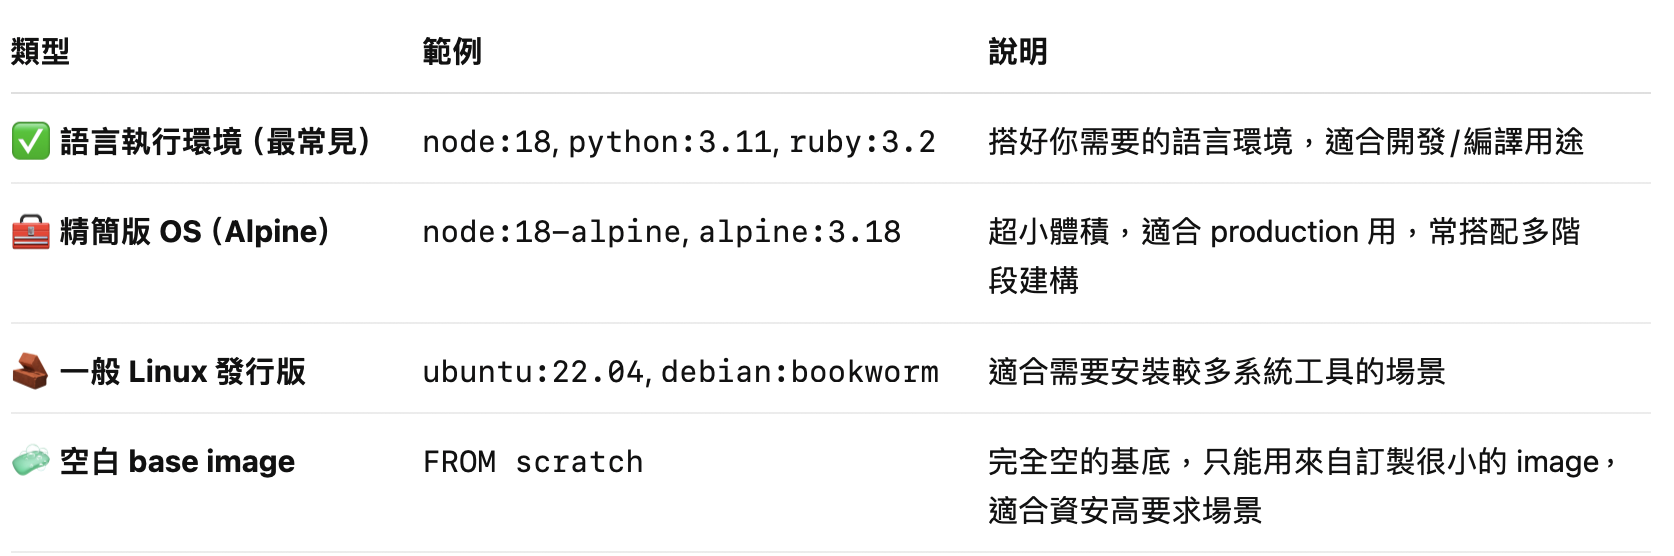 類型 範例 說明
✅ 語言執行環境（最常見） node:18, python:3.11, ruby:3.2 搭好你需要的語言環境，適合開發/編譯用途
🧰 精簡版 OS（Alpine） node:18-alpine, alpine:3.18 超小體積，適合 production 用，常搭配多階
段建構
🧱 一般 Linux 發行版 ubuntu:22.04, debian:bookworm 適合需要安裝較多系統工具的場景
🧼 空白 base image FROM scratch 完全空的基底，只能用來自訂製很小的 image，
適合資安高要求場景